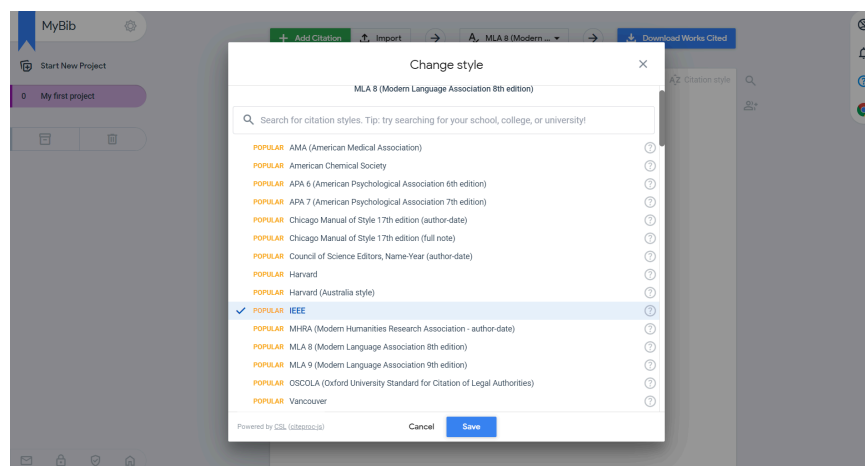 MyBib
Start New Project
0 My first project
+ Add Citation
Import
MLA 8 (Modern ...
Download Works Cited
Citation style
Change style
MLA 8 (Modern Language Association 8th edition)
Search for citation styles. Tip: try searching for your school, college, or university!
POPULAR AMA (American Medical Association)
POPULAR American Chemical Society
POPULAR APA 6 (American Psychological Association 6th edition)
POPULAR APA 7 (American Psychological Association 7th edition)
POPULAR Chicago Manual of Style 17th edition (author-date)
POPULAR Chicago Manual of Style 17th edition (full note)
POPULAR Council of Science Editors, Name-Year (author-date)
POPULAR Harvard
POPULAR Harvard (Australia style)
POPULAR IEEE
POPULAR MHRA (Modern Humanities Research Association - author-date)
POPULAR MLA 8 (Modern Language Association 8th edition)
POPULAR MLA 9 (Modern Language Association 9th edition)
POPULAR OSCOLA (Oxford University Standard for Citation of Legal Authorities)
POPULAR Vancouver
Powered by CSL (citeproc-js)
Cancel
Save